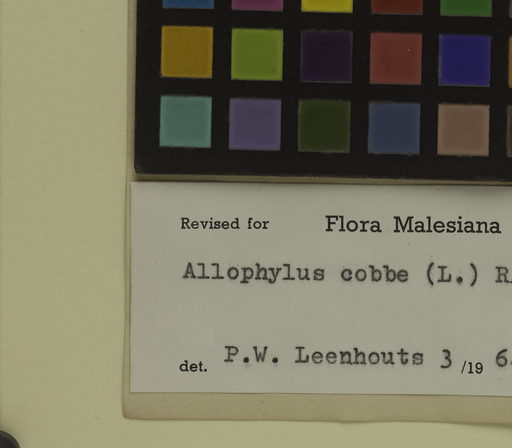 Revised for Flora Malesiana
Allophylus cobbe (L.)
det. P.W. Leenhouts 3 /19 6